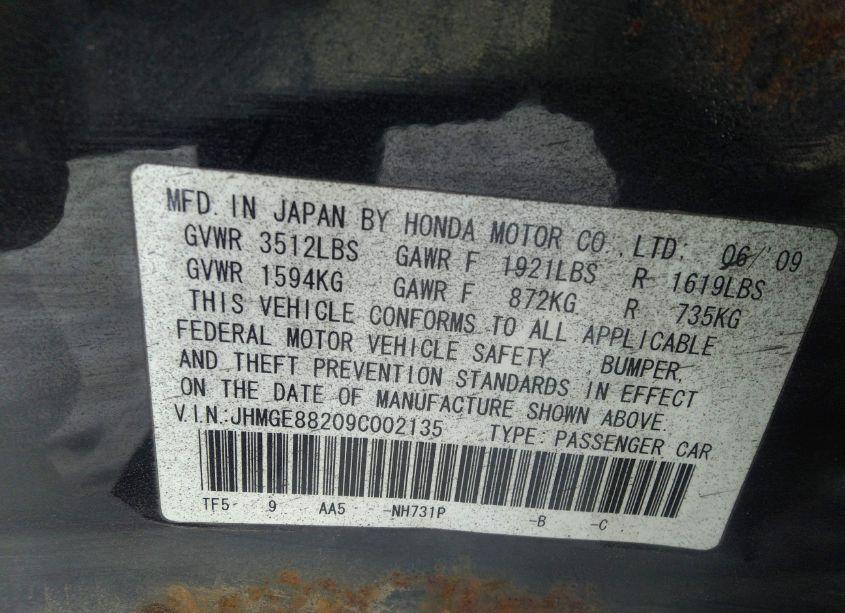 MFD. IN JAPAN BY HONDA MOTOR CO.,LTD. 06/'09
GVWR 3512LBS GAWR F 1921LBS R 1619LBS
GVWR 1594KG GAWR F 872KG R 735KG
THIS VEHICLE CONFORMS TO ALL APPLICABLE
FEDERAL MOTOR VEHICLE SAFETY, BUMPER,
AND THEFT PREVENTION STANDARDS IN EFFECT
ON THE DATE OF MANUFACTURE SHOWN ABOVE.
V.I.N.:JHMGE88209C002135 TYPE:PASSENGER CAR
TF5- 9 AA5 -NH731P -B -C